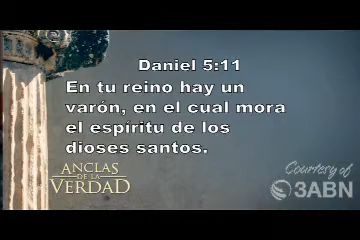 Daniel 5:11
En tu reino hay un
varón, en el cual mora
el espíritu de los
dioses santos.
ANCLAS
DE LA
VERDAD
Courtesy of
3ABN